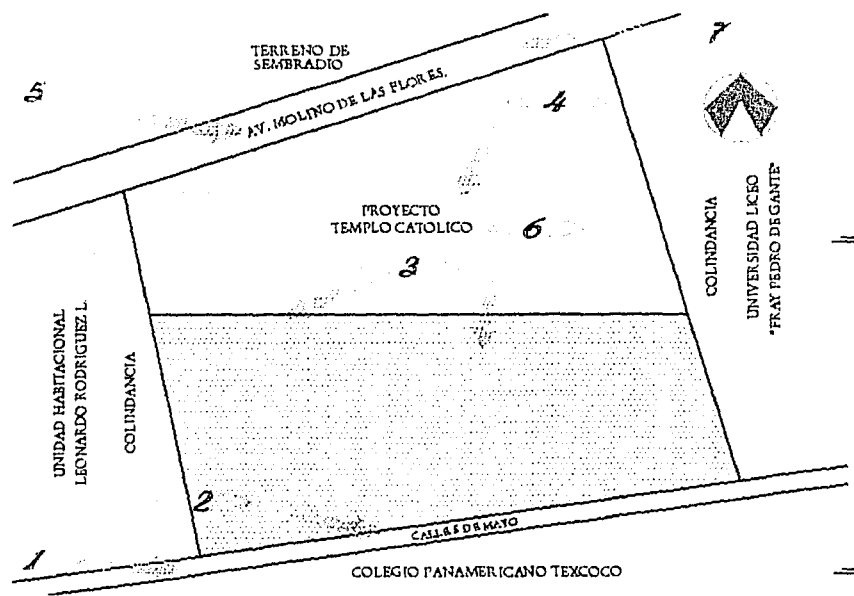 7
TERRENO DE
SEMBRADIO
5
AV. MOLINO DE LAS FLORES.
4
PROYECTO
TEMPLO CATOLICO
6
3
COLINDANCIA
UNIVERSIDAD LICEO
"FRAY PEDRO DE GANTE"
UNIDAD HABITACIONAL
LEONARDO RODRIGUEZ L.
COLINDANCIA
2
CALLE 5 DE MAYO
1
COLEGIO PANAMERICANO TEXCOCO